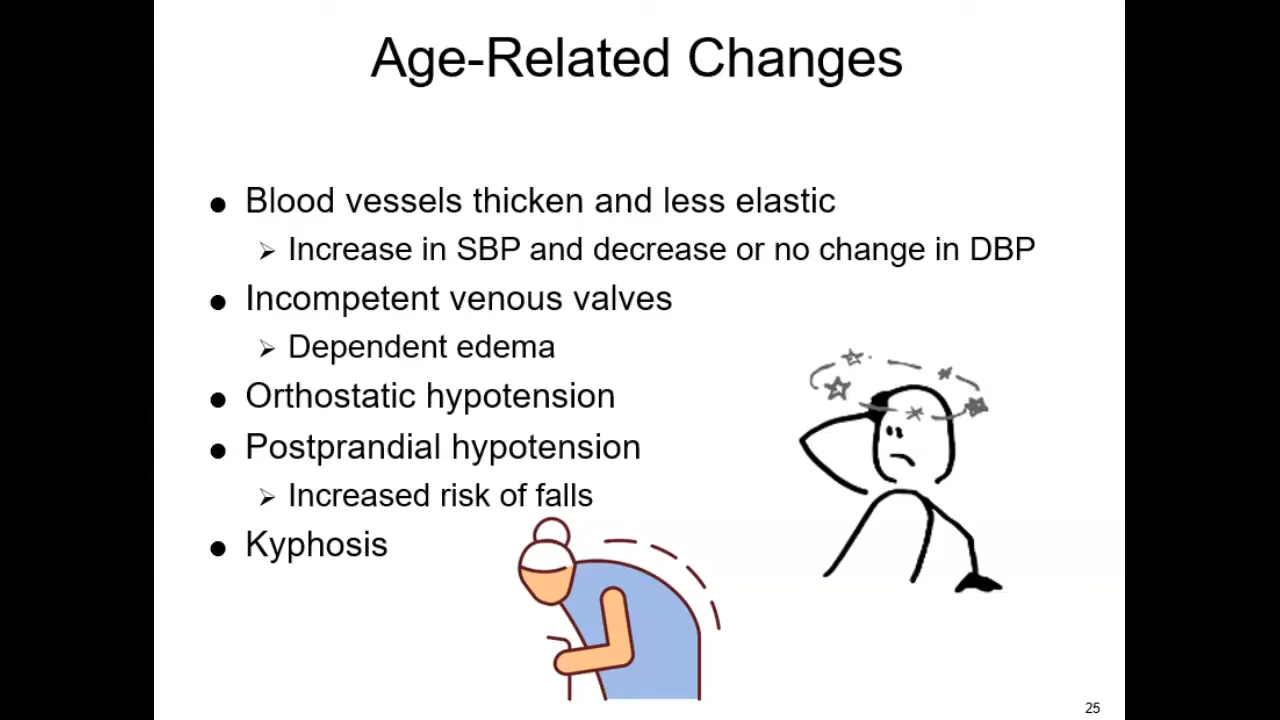 Age-Related Changes
● Blood vessels thicken and less elastic
➢ Increase in SBP and decrease or no change in DBP
● Incompetent venous valves
➢ Dependent edema
● Orthostatic hypotension
● Postprandial hypotension
➢ Increased risk of falls
● Kyphosis
25